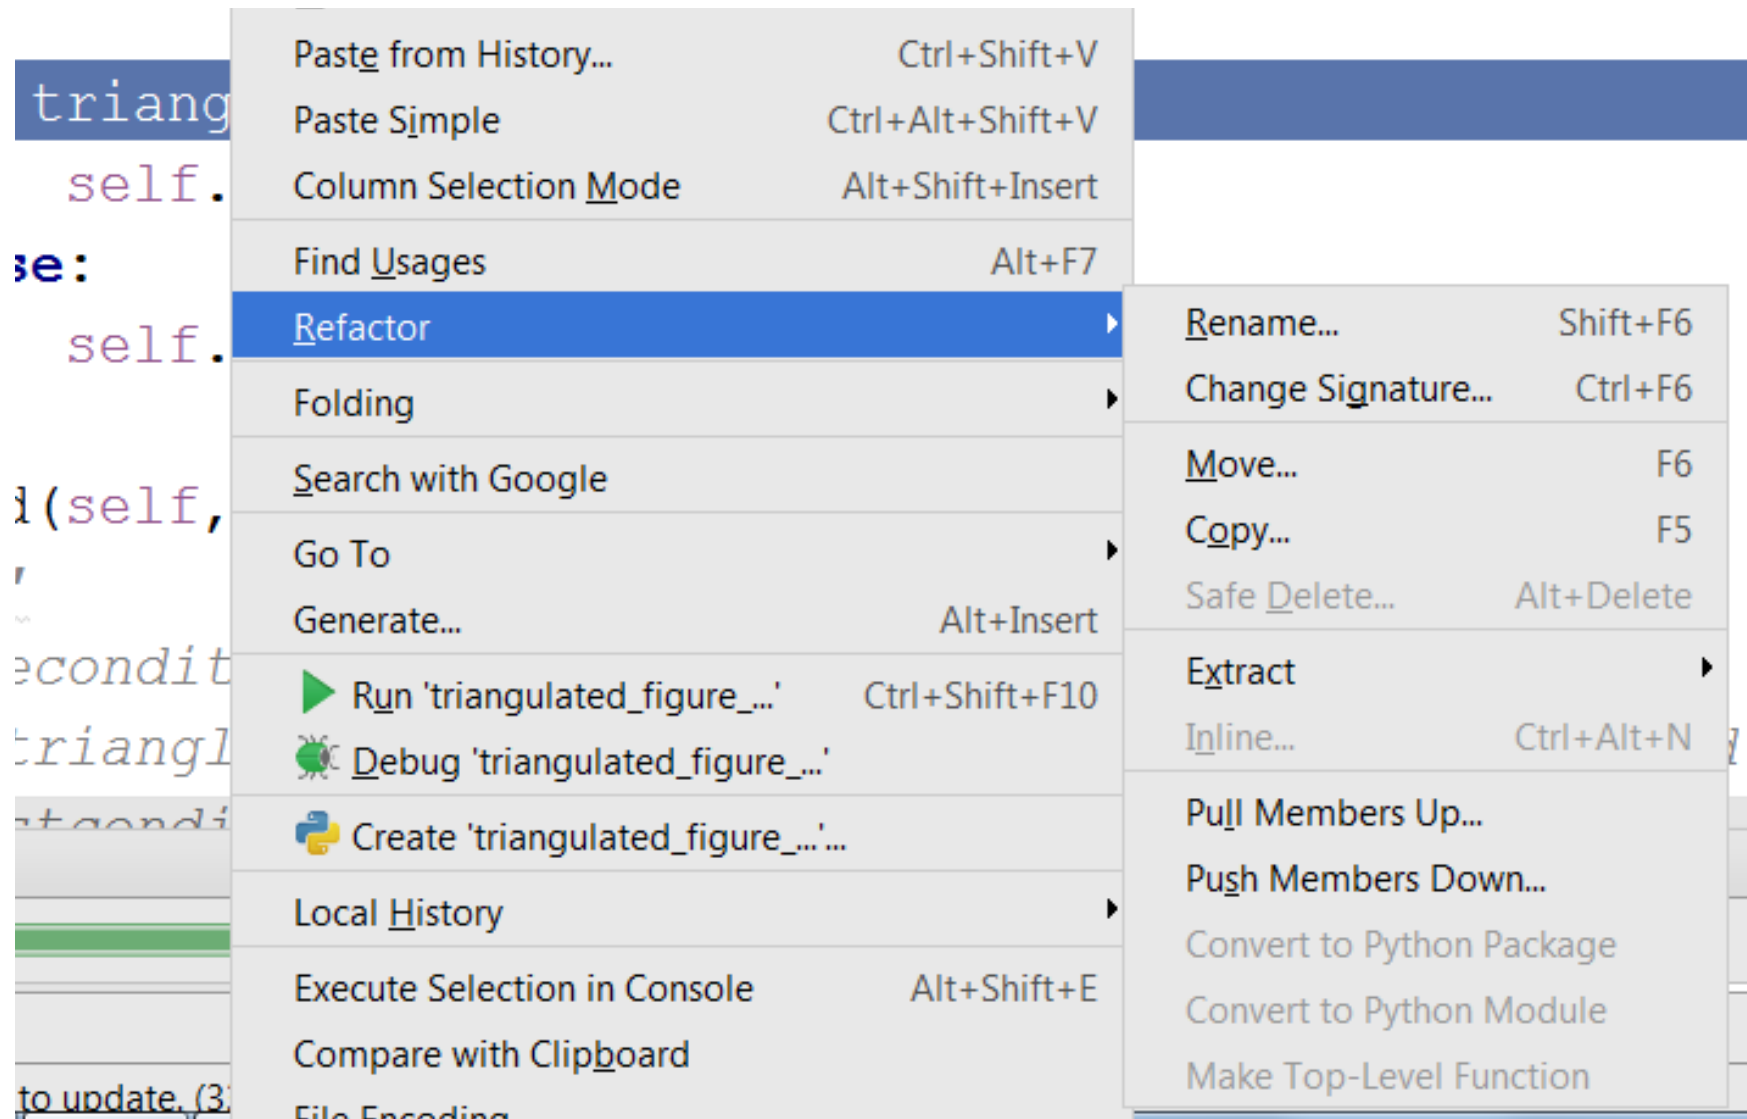 triang
self.
se:
self.
d(self,
econdit
triangl
stcondi
to update. (3
Paste from History... Ctrl+Shift+V
Paste Simple Ctrl+Alt+Shift+V
Column Selection Mode Alt+Shift+Insert
Find Usages Alt+F7
Refactor
Folding
Search with Google
Go To
Generate... Alt+Insert
Run 'triangulated_figure_...' Ctrl+Shift+F10
Debug 'triangulated_figure_...'
Create 'triangulated_figure_...'...
Local History
Execute Selection in Console Alt+Shift+E
Compare with Clipboard
File Encoding
Rename... Shift+F6
Change Signature... Ctrl+F6
Move... F6
Copy... F5
Safe Delete... Alt+Delete
Extract
Inline... Ctrl+Alt+N
Pull Members Up...
Push Members Down...
Convert to Python Package
Convert to Python Module
Make Top-Level Function